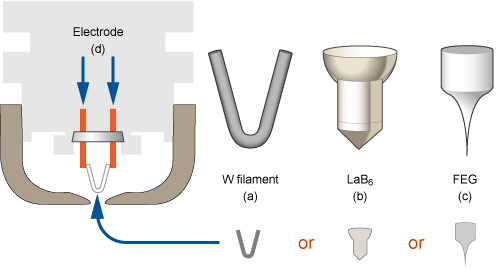 Electrode
(d)
W filament
(a)
LaB6
(b)
FEG
(c)
or
or